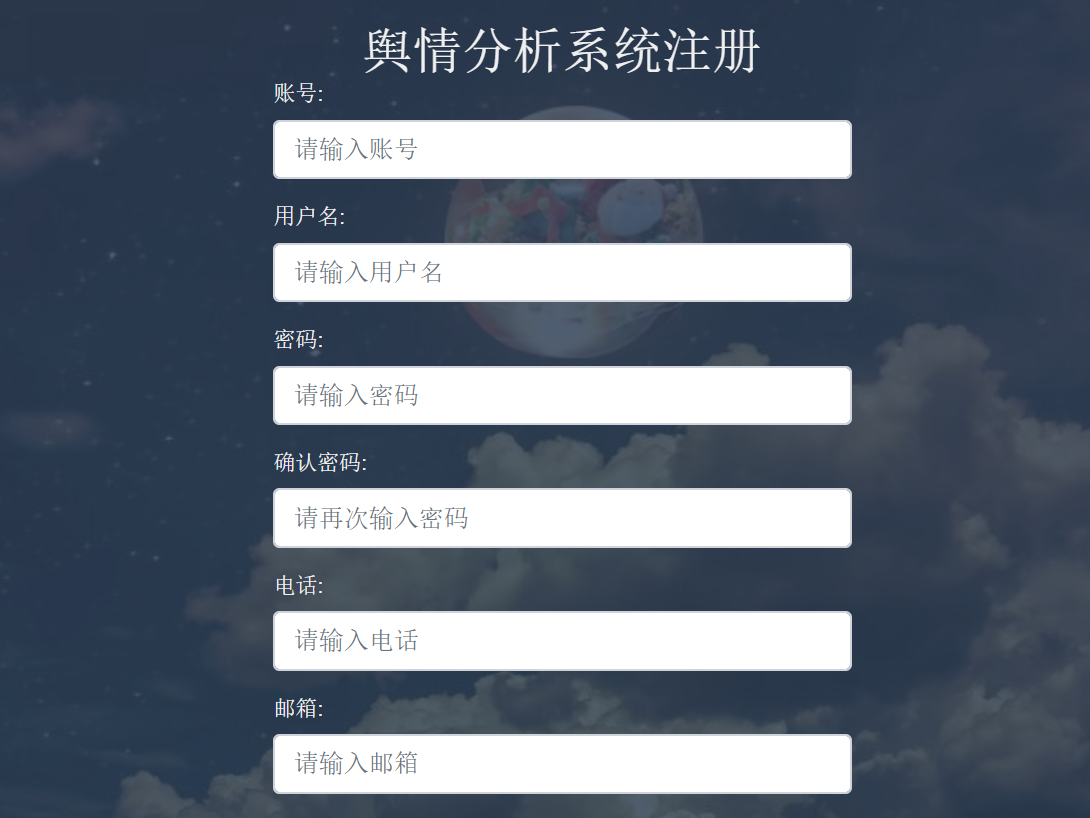 舆情分析系统注册
账号:
请输入账号
用户名:
请输入用户名
密码:
请输入密码
确认密码:
请再次输入密码
电话:
请输入电话
邮箱:
请输入邮箱